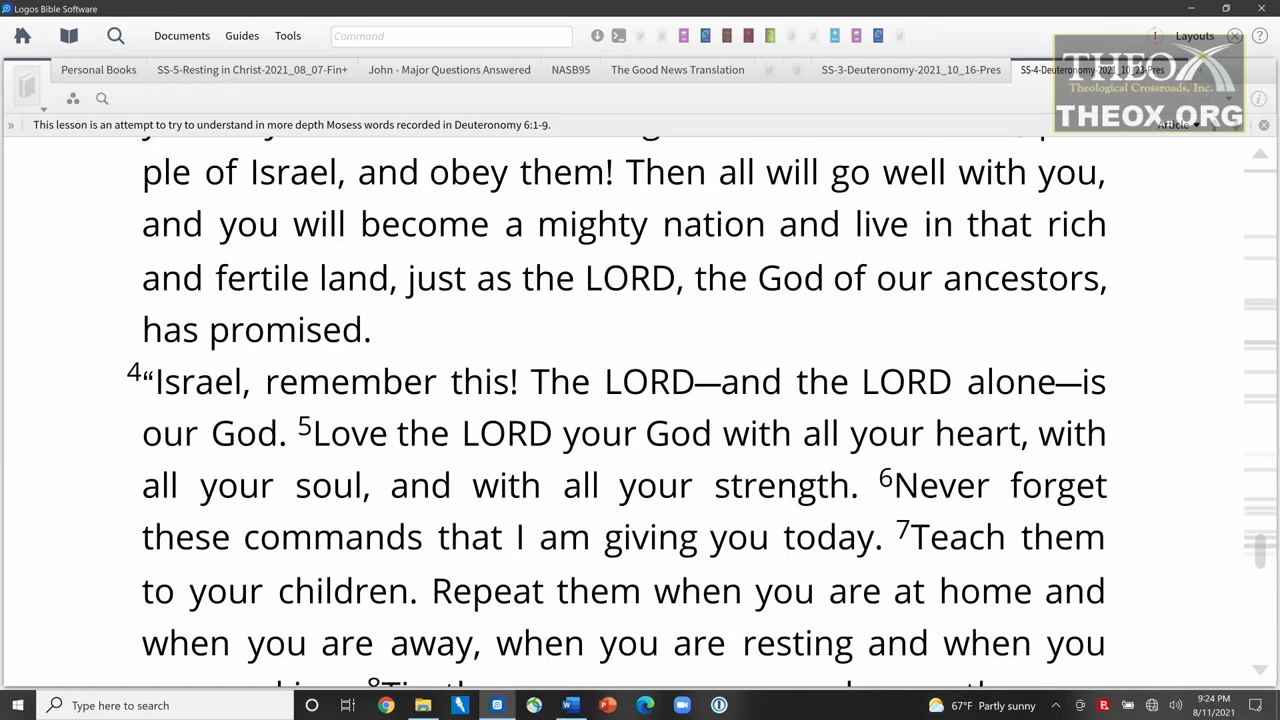 Logos Bible Software
Documents Guides Tools Command Layouts
Personal Books SS-5-Resting in Christ-2021_08_07-Fin+ ns Answered NASB95 The Good News Translation SS-3-Deuteronomy-2021_10_16-Pres SS-4-Deuteronomy-2021_10_23-Pres
THEOX
Theological Crossroads, Inc.
THEOX.ORG
This lesson is an attempt to try to understand in more depth Mosess words recorded in Deuteronomy 6:1-9. Article
ple of Israel, and obey them! Then all will go well with you,
and you will become a mighty nation and live in that rich
and fertile land, just as the LORD, the God of our ancestors,
has promised.
4“Israel, remember this! The LORD—and the LORD alone—is
our God. 5Love the LORD your God with all your heart, with
all your soul, and with all your strength. 6Never forget
these commands that I am giving you today. 7Teach them
to your children. Repeat them when you are at home and
when you are away, when you are resting and when you
Type here to search
67°F Partly sunny
9:24 PM
8/11/2021